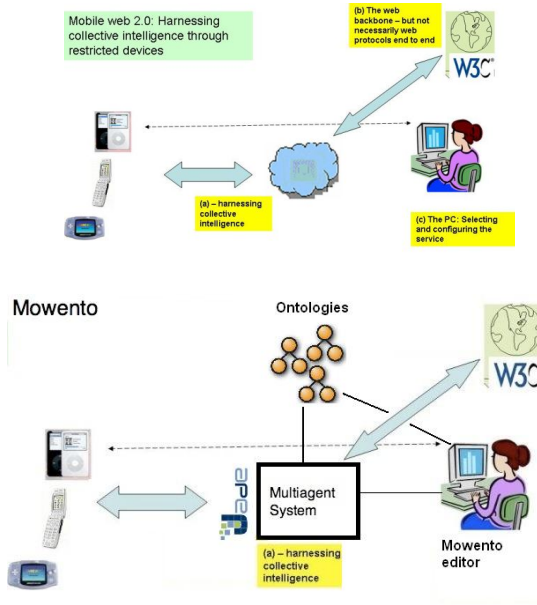 Mobile web 2.0: Harnessing
collective intelligence through
restricted devices
(b) The web
backbone – but not
necessarily web
protocols end to end
W3C
(a) – harnessing
collective
intelligence
(c) The PC: Selecting
and configuring the
service
Mowento
Ontologies
W3C
Jade
Multiagent
System
(a) – harnessing
collective
intelligence
Mowento
editor